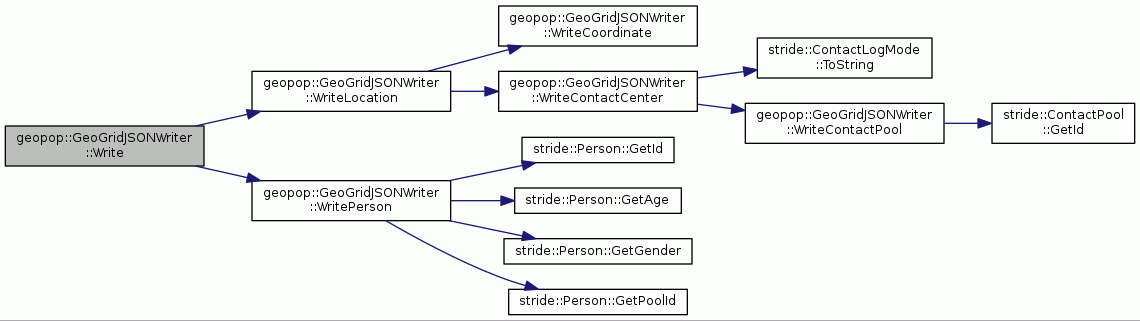 geopop::GeoGridJSONWriter
::Write
geopop::GeoGridJSONWriter
::WriteLocation
geopop::GeoGridJSONWriter
::WritePerson
geopop::GeoGridJSONWriter
::WriteCoordinate
geopop::GeoGridJSONWriter
::WriteContactCenter
stride::Person::GetId
stride::Person::GetAge
stride::Person::GetGender
stride::Person::GetPoolId
stride::ContactLogMode
::ToString
geopop::GeoGridJSONWriter
::WriteContactPool
stride::ContactPool
::GetId